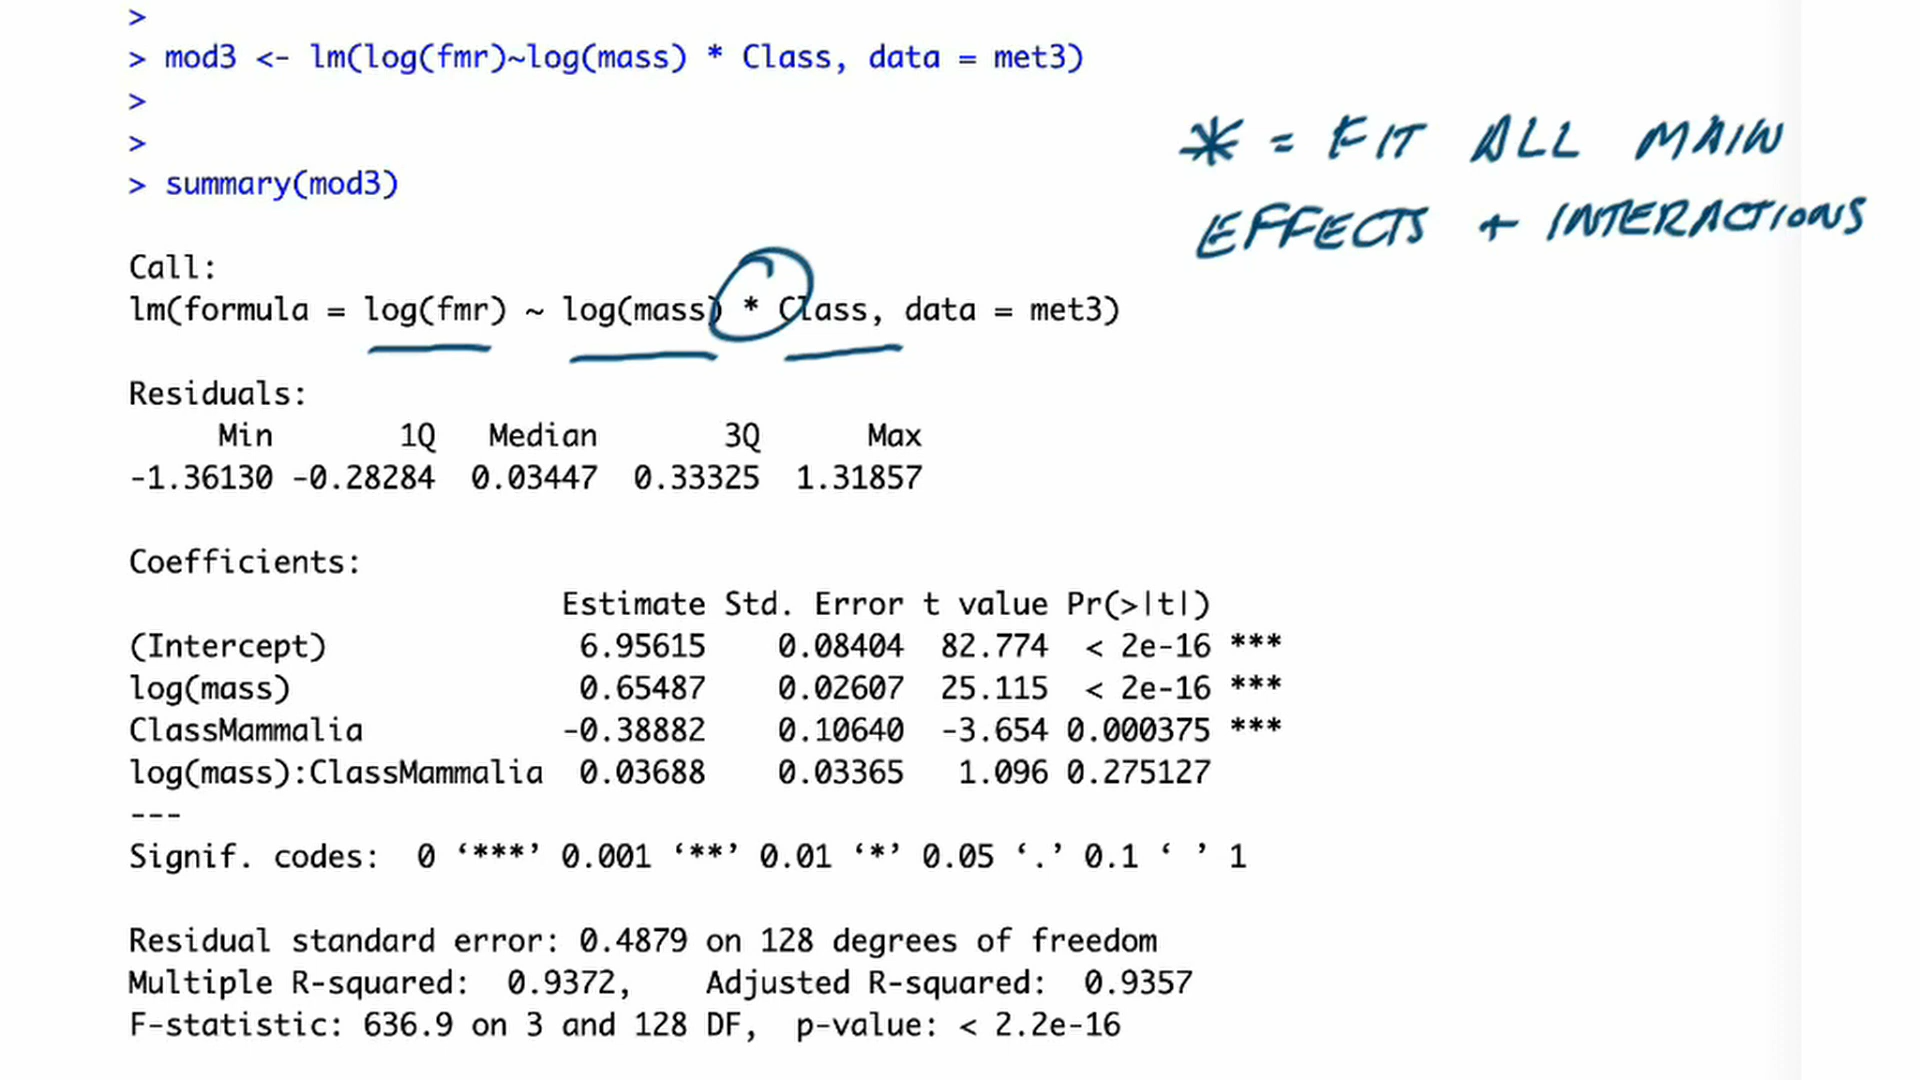 >
> mod3 <- lm(log(fmr)~log(mass) * Class, data = met3)
>
>
> summary(mod3)
* = FIT ALL MAIN
EFFECTS + INTERACTIONS
Call:
lm(formula = log(fmr) ~ log(mass) * Class, data = met3)
Residuals:
Min 1Q Median 3Q Max
-1.36130 -0.28284 0.03447 0.33325 1.31857
Coefficients:
Estimate Std. Error t value Pr(>|t|)
(Intercept) 6.95615 0.08404 82.774 < 2e-16 ***
log(mass) 0.65487 0.02607 25.115 < 2e-16 ***
ClassMammalia -0.38882 0.10640 -3.654 0.000375 ***
log(mass):ClassMammalia 0.03688 0.03365 1.096 0.275127
---
Signif. codes: 0 ‘***’ 0.001 ‘**’ 0.01 ‘*’ 0.05 ‘.’ 0.1 ‘ ’ 1
Residual standard error: 0.4879 on 128 degrees of freedom
Multiple R-squared: 0.9372, Adjusted R-squared: 0.9357
F-statistic: 636.9 on 3 and 128 DF, p-value: < 2.2e-16